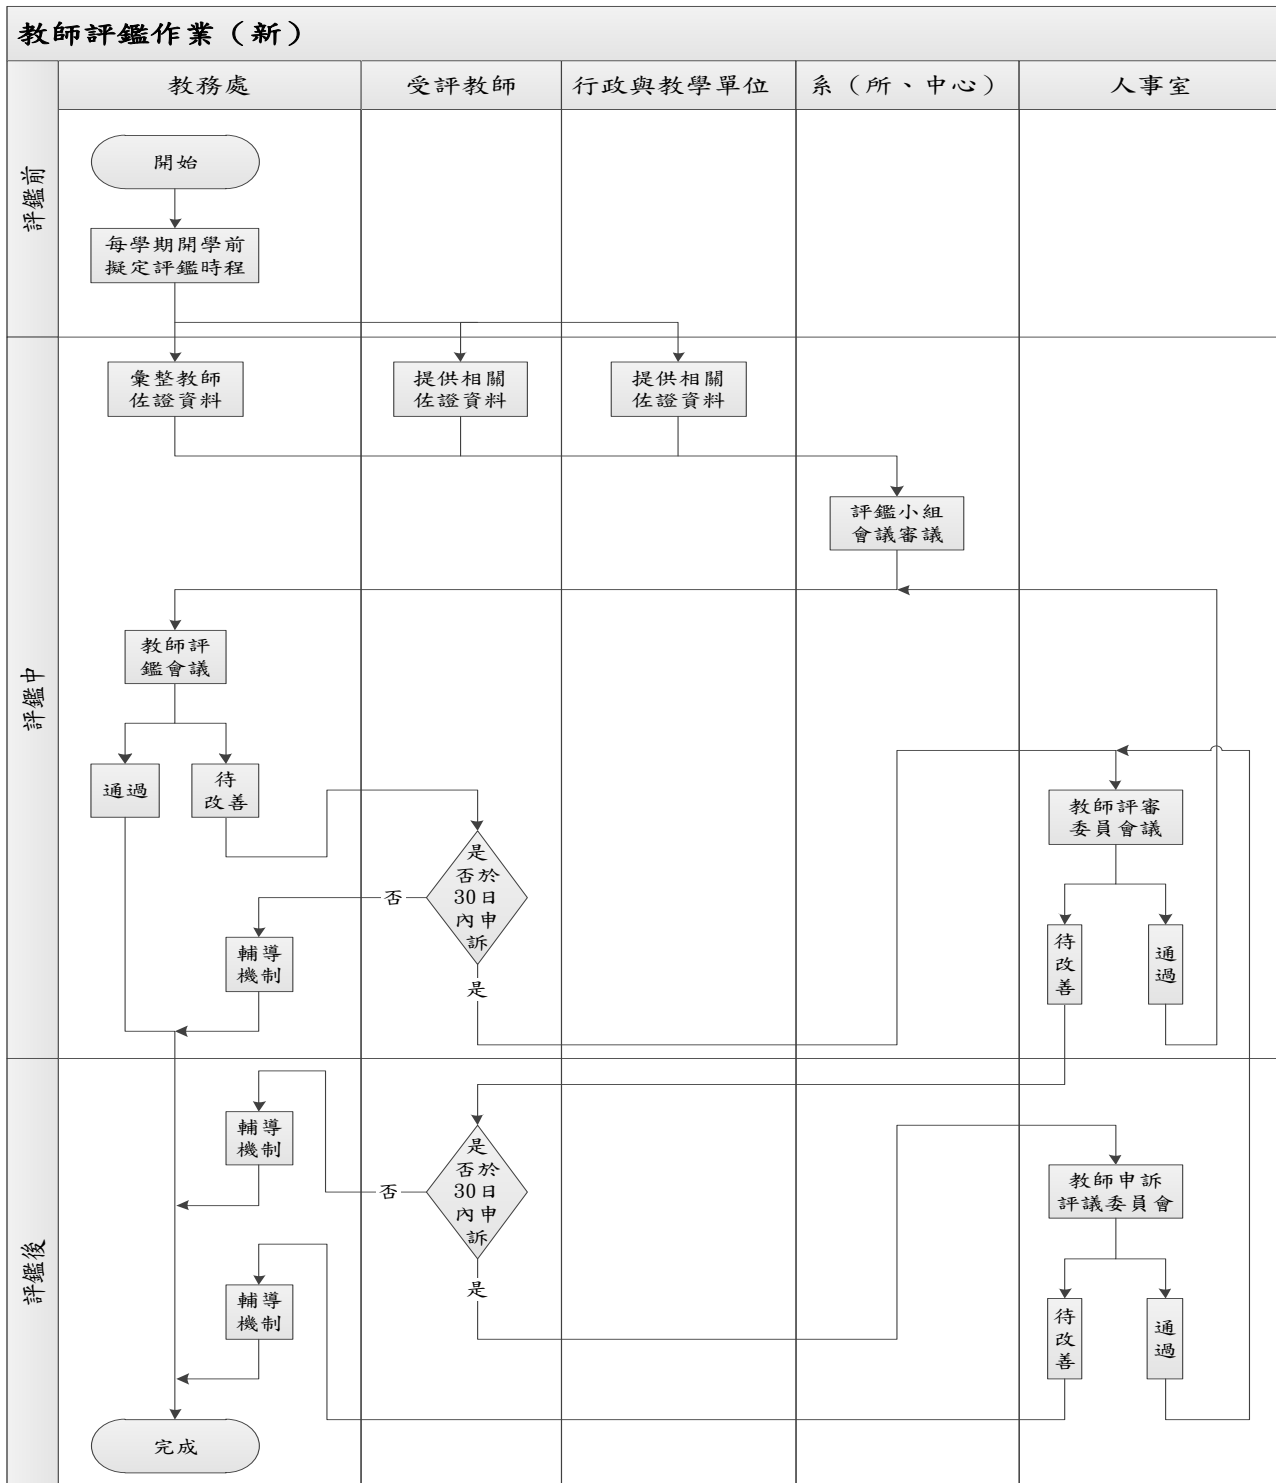 教師評鑑作業（新）
教務處
受評教師
行政與教學單位
系（所、中心）
人事室
評鑑前
開始
每學期開學前
擬定評鑑時程
評鑑中
彙整教師
佐證資料
提供相關
佐證資料
提供相關
佐證資料
評鑑小組
會議審議
教師評
鑑會議
通過
待
改善
是
否於
30日
內申
訴
否
是
輔導
機制
教師評審
委員會議
待
改
善
通
過
評鑑後
輔導
機制
是
否於
30日
內申
訴
否
是
教師申訴
評議委員會
輔導
機制
待
改
善
通
過
完成